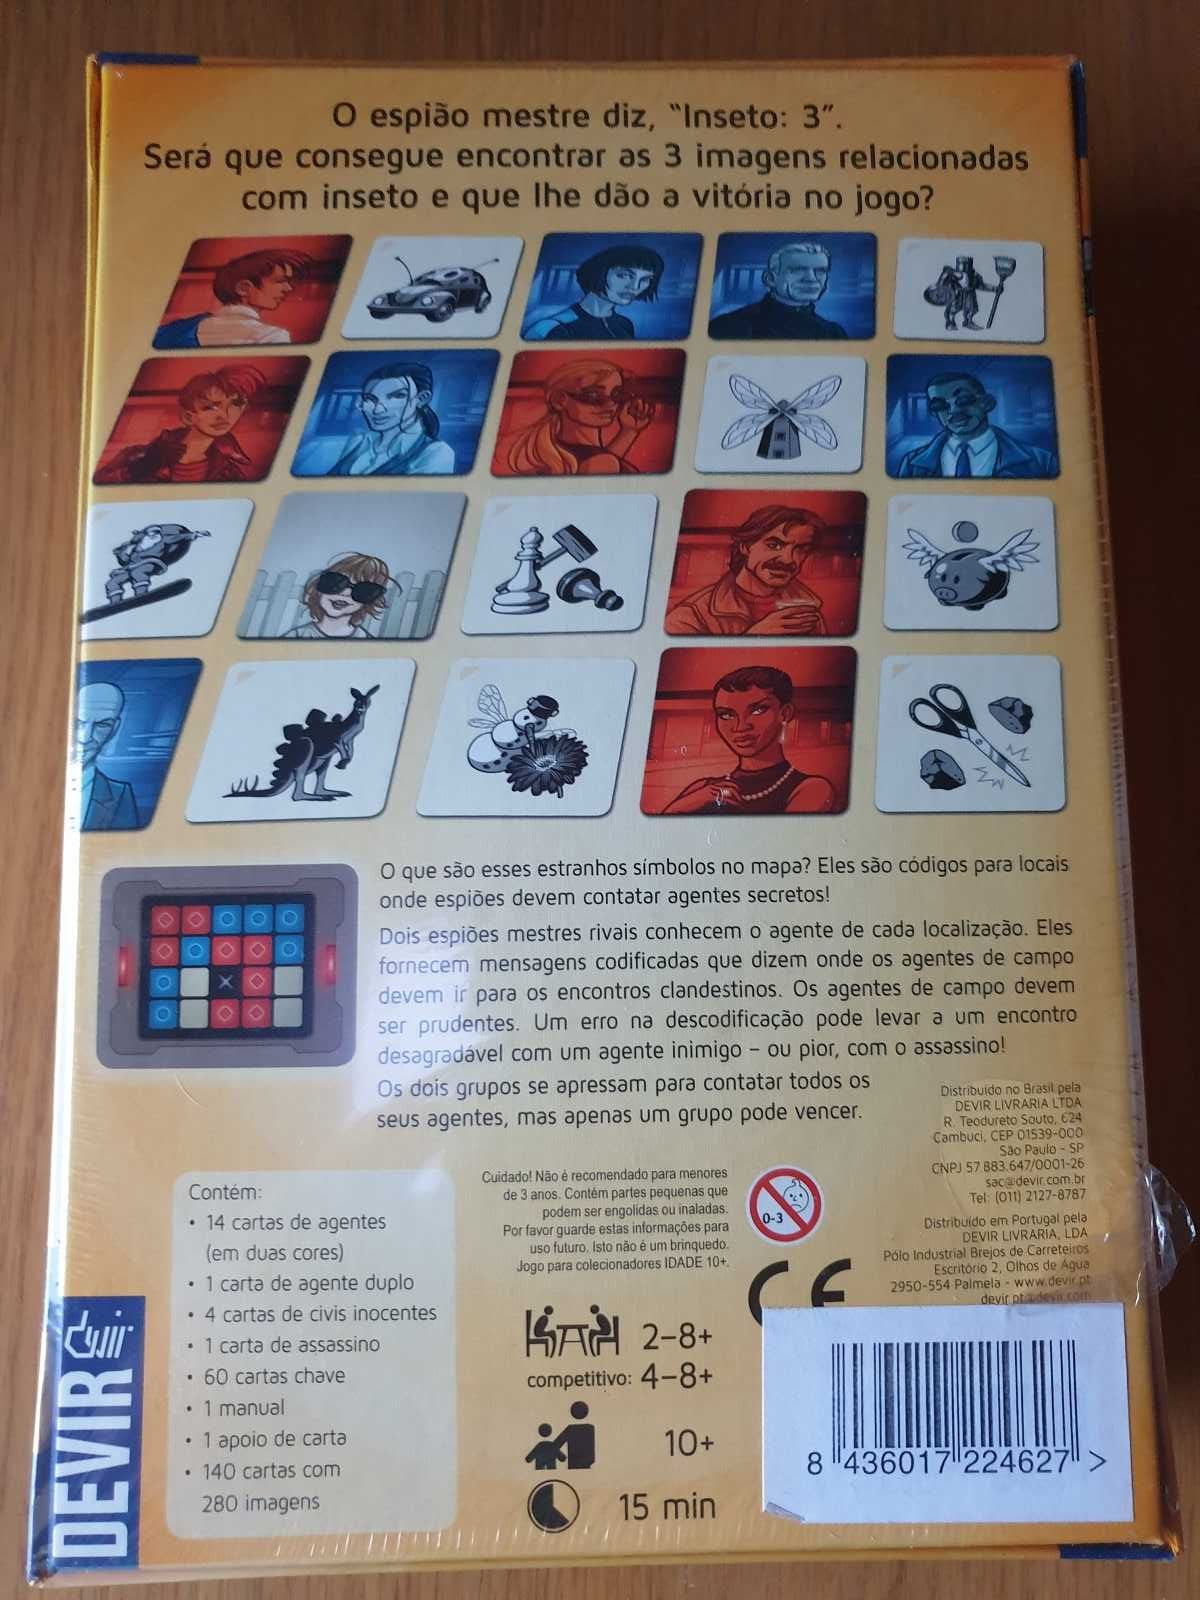 O espião mestre diz, "Inseto: 3".
Será que consegue encontrar as 3 imagens relacionadas
com inseto e que lhe dão a vitória no jogo?
O que são esses estranhos símbolos no mapa? Eles são códigos para locais
onde espiões devem contatar agentes secretos!
Dois espiões mestres rivais conhecem o agente de cada localização. Eles
fornecem mensagens codificadas que dizem onde os agentes de campo
devem ir para os encontros clandestinos. Os agentes de campo devem
ser prudentes. Um erro na descodificação pode levar a um encontro
desagradável com um agente inimigo – ou pior, com o assassino!
Os dois grupos se apressam para contatar todos os
seus agentes, mas apenas um grupo pode vencer.
Distribuído no Brasil pela
DEVIR LIVRARIA LTDA
R. Teodureto Souto, 624
Cambuci, CEP 01539-000
São Paulo - SP
CNPJ 57.883.647/0001-26
sac@devir.com.br
Tel: (011) 2127-8787
Distribuido em Portugal pela
DEVIR LIVRARIA, LDA
Pólo Industrial Brejos de Carreteiros
Escritório 2, Olhos de Água
2950-554 Palmela - www.devir.pt
devir.pt@devir.com
Contém:
• 14 cartas de agentes
(em duas cores)
• 1 carta de agente duplo
• 4 cartas de civis inocentes
• 1 carta de assassino
• 60 cartas chave
• 1 manual
• 1 apoio de carta
• 140 cartas com
280 imagens
Cuidado! Não é recomendado para menores
de 3 anos. Contém partes pequenas que
podem ser engolidas ou inaladas.
Por favor guarde estas informações para
uso futuro. Isto não é um brinquedo.
Jogo para colecionadores IDADE 10+.
0-3
CE
2-8+
competitivo: 4-8+
10+
15 min
8 436017 224627 >
devir
DEVIR